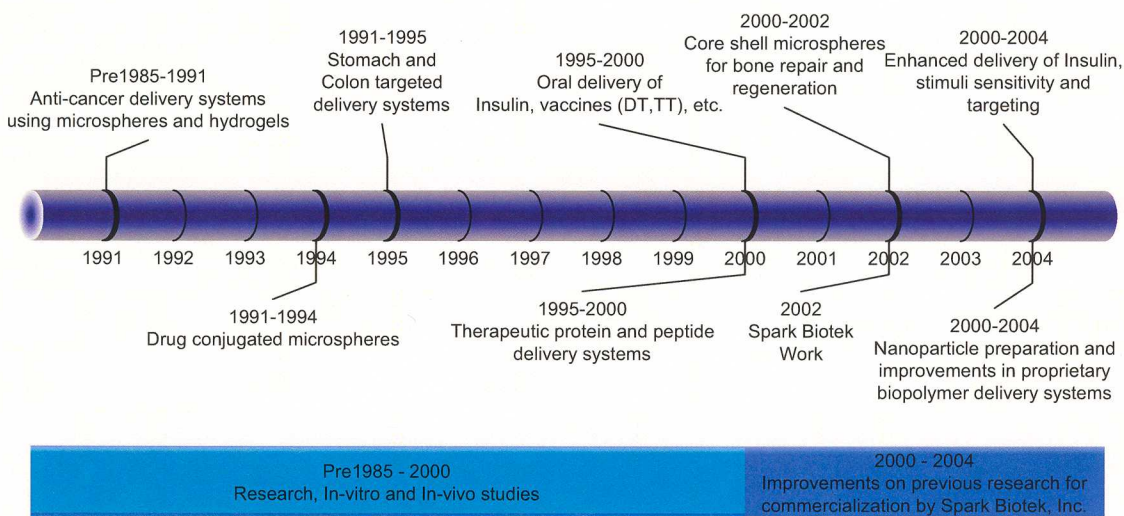 Pre1985-1991
Anti-cancer delivery systems
using microspheres and hydrogels
1991-1995
Stomach and
Colon targeted
delivery systems
1995-2000
Oral delivery of
Insulin, vaccines (DT,TT), etc.
2000-2002
Core shell microspheres
for bone repair and
regeneration
2000-2004
Enhanced delivery of Insulin,
stimuli sensitivity and
targeting
1991 1992 1993 1994 1995 1996 1997 1998 1999 2000 2001 2002 2003 2004
1991-1994
Drug conjugated microspheres
1995-2000
Therapeutic protein and peptide
delivery systems
2002
Spark Biotek
Work
2000-2004
Nanoparticle preparation and
improvements in proprietary
biopolymer delivery systems
Pre1985 - 2000
Research, In-vitro and In-vivo studies
2000 - 2004
Improvements on previous research for
commercialization by Spark Biotek, Inc.